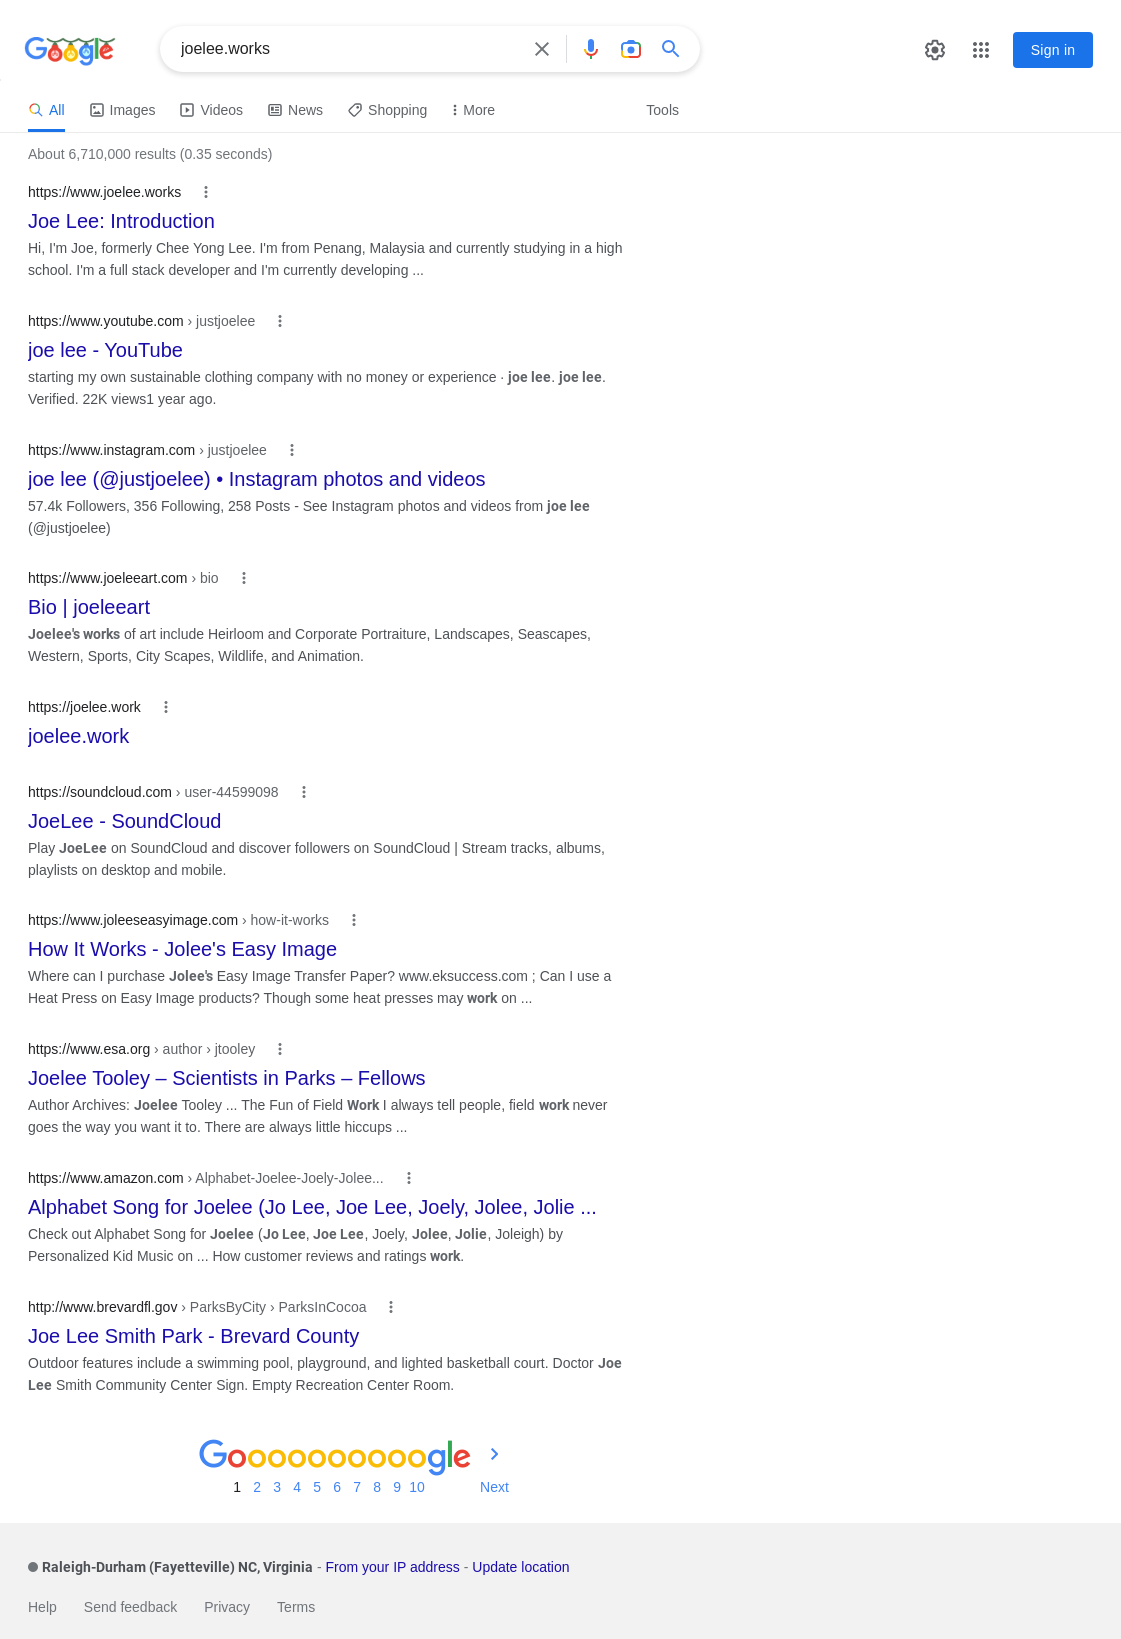 Google
joelee.works
Sign in
All Images Videos News Shopping More Tools
About 6,710,000 results (0.35 seconds)
https://www.joelee.works
Joe Lee: Introduction
Hi, I'm Joe, formerly Chee Yong Lee. I'm from Penang, Malaysia and currently studying in a high
school. I'm a full stack developer and I'm currently developing ...
https://www.youtube.com › justjoelee
joe lee - YouTube
starting my own sustainable clothing company with no money or experience · joe lee. joe lee.
Verified. 22K views1 year ago.
https://www.instagram.com › justjoelee
joe lee (@justjoelee) • Instagram photos and videos
57.4k Followers, 356 Following, 258 Posts - See Instagram photos and videos from joe lee
(@justjoelee)
https://www.joeleeart.com › bio
Bio | joeleeart
Joelee's works of art include Heirloom and Corporate Portraiture, Landscapes, Seascapes,
Western, Sports, City Scapes, Wildlife, and Animation.
https://joelee.work
joelee.work
https://soundcloud.com › user-44599098
JoeLee - SoundCloud
Play JoeLee on SoundCloud and discover followers on SoundCloud | Stream tracks, albums,
playlists on desktop and mobile.
https://www.joleeseasyimage.com › how-it-works
How It Works - Jolee's Easy Image
Where can I purchase Jolee's Easy Image Transfer Paper? www.eksuccess.com ; Can I use a
Heat Press on Easy Image products? Though some heat presses may work on ...
https://www.esa.org › author › jtooley
Joelee Tooley – Scientists in Parks – Fellows
Author Archives: Joelee Tooley ... The Fun of Field Work I always tell people, field work never
goes the way you want it to. There are always little hiccups ...
https://www.amazon.com › Alphabet-Joelee-Joely-Jolee...
Alphabet Song for Joelee (Jo Lee, Joe Lee, Joely, Jolee, Jolie ...
Check out Alphabet Song for Joelee (Jo Lee, Joe Lee, Joely, Jolee, Jolie, Joleigh) by
Personalized Kid Music on ... How customer reviews and ratings work.
http://www.brevardfl.gov › ParksByCity › ParksInCocoa
Joe Lee Smith Park - Brevard County
Outdoor features include a swimming pool, playground, and lighted basketball court. Doctor Joe
Lee Smith Community Center Sign. Empty Recreation Center Room.
Goooooooooogle
1 2 3 4 5 6 7 8 9 10 Next
Raleigh-Durham (Fayetteville) NC, Virginia - From your IP address - Update location
Help Send feedback Privacy Terms